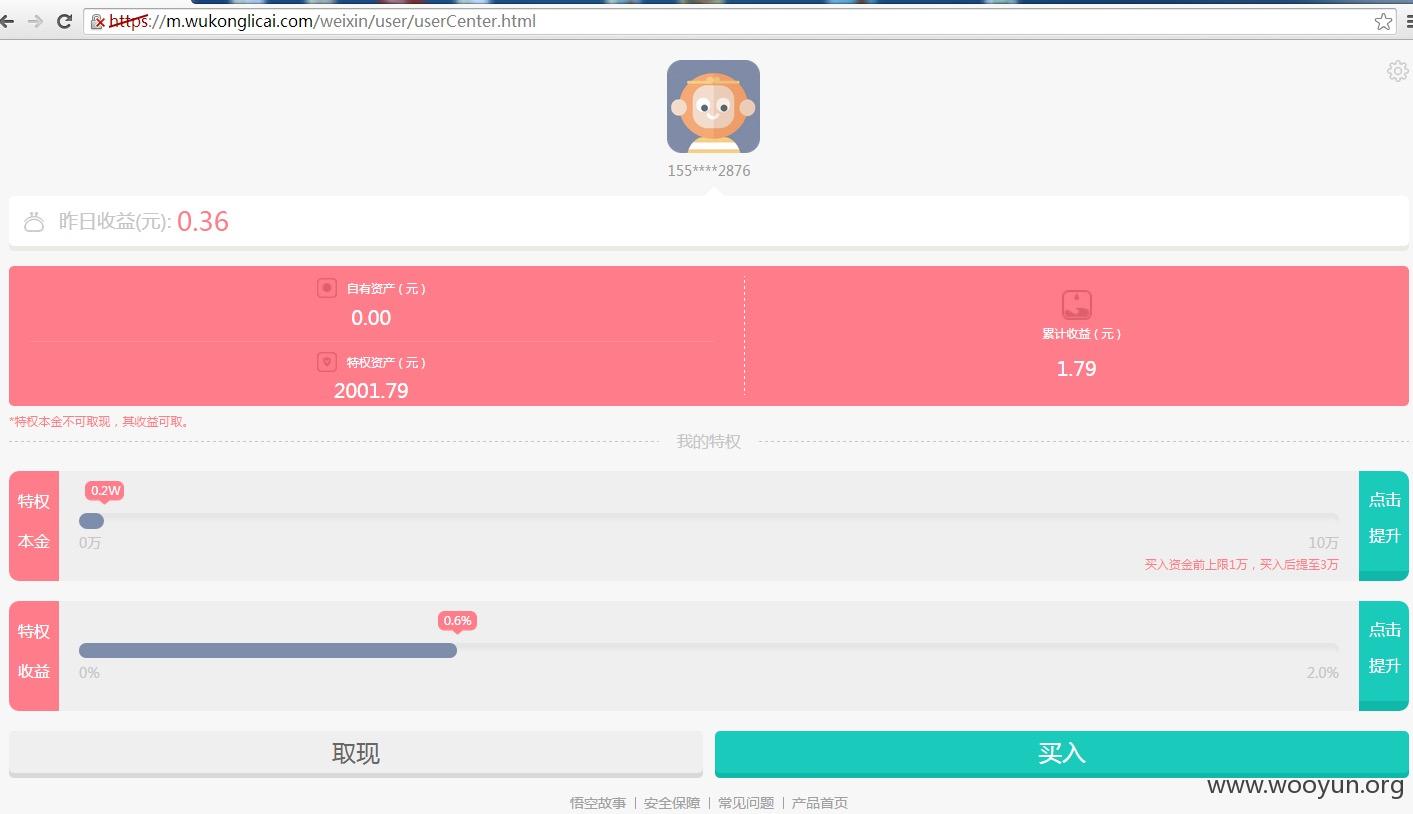 https://m.wukonglicai.com/weixin/user/userCenter.html
155****2876
昨日收益(元): 0.36
自有资产(元)
0.00
特权资产(元)
2001.79
累计收益(元)
1.79
*特权本金不可取现，其收益可取。
我的特权
特权
本金
0.2W
0万
10万
买入资金前上限1万，买入后提至3万
点击
提升
特权
收益
0.6%
0%
2.0%
点击
提升
取现
买入
www.wooyun.org
悟空故事 | 安全保障 | 常见问题 | 产品首页